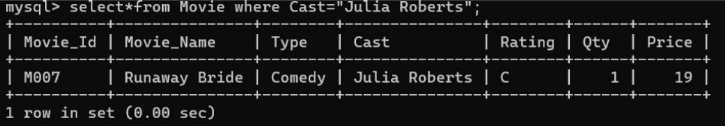 mysql> select*from Movie where Cast="Julia Roberts";
+----------+---------------+--------+---------------+--------+------+-------+
| Movie_Id | Movie_Name    | Type   | Cast          | Rating | Qty  | Price |
+----------+---------------+--------+---------------+--------+------+-------+
| M007     | Runaway Bride | Comedy | Julia Roberts | C      |    1 |    19 |
+----------+---------------+--------+---------------+--------+------+-------+
1 row in set (0.00 sec)